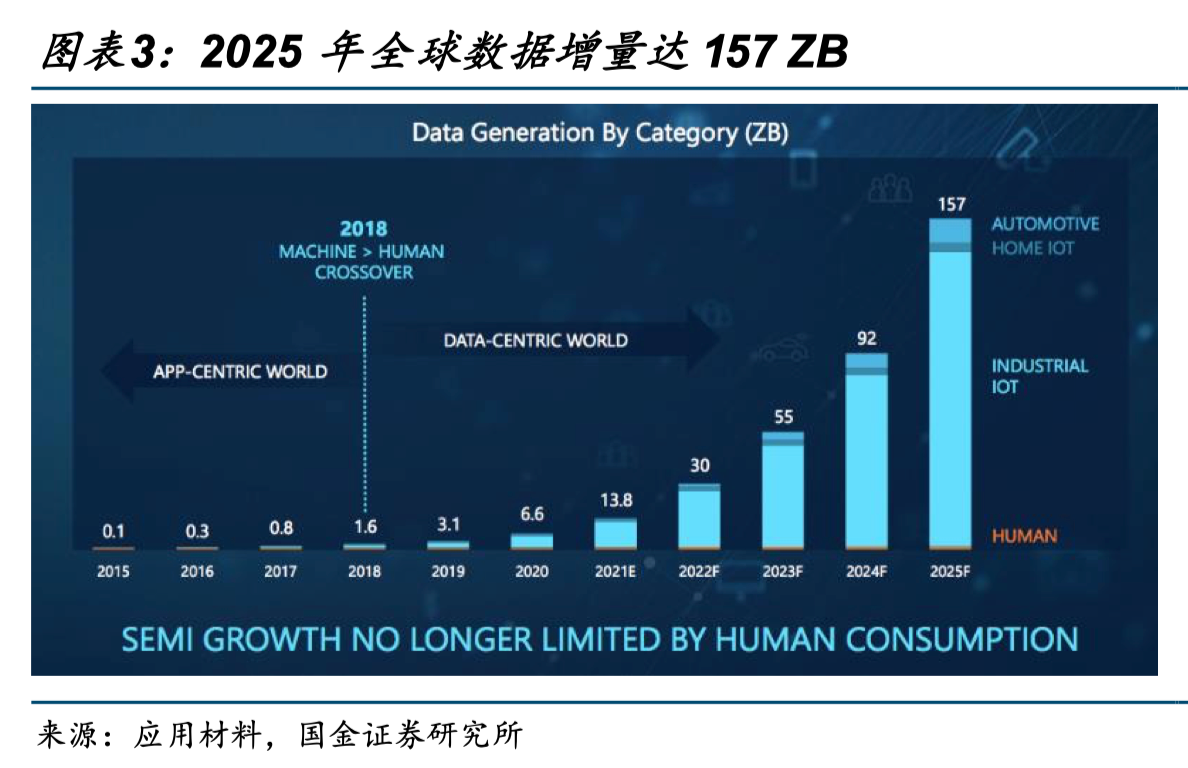 图表3：2025 年全球数据增量达 157 ZB
Data Generation By Category (ZB)
2018
MACHINE > HUMAN
CROSSOVER
DATA-CENTRIC WORLD
APP-CENTRIC WORLD
0.1
0.3
0.8
1.6
3.1
6.6
13.8
30
55
92
157
AUTOMOTIVE
HOME IOT
INDUSTRIAL
IOT
HUMAN
2015 2016 2017 2018 2019 2020 2021E 2022F 2023F 2024F 2025F
SEMI GROWTH NO LONGER LIMITED BY HUMAN CONSUMPTION
来源：应用材料，国金证券研究所